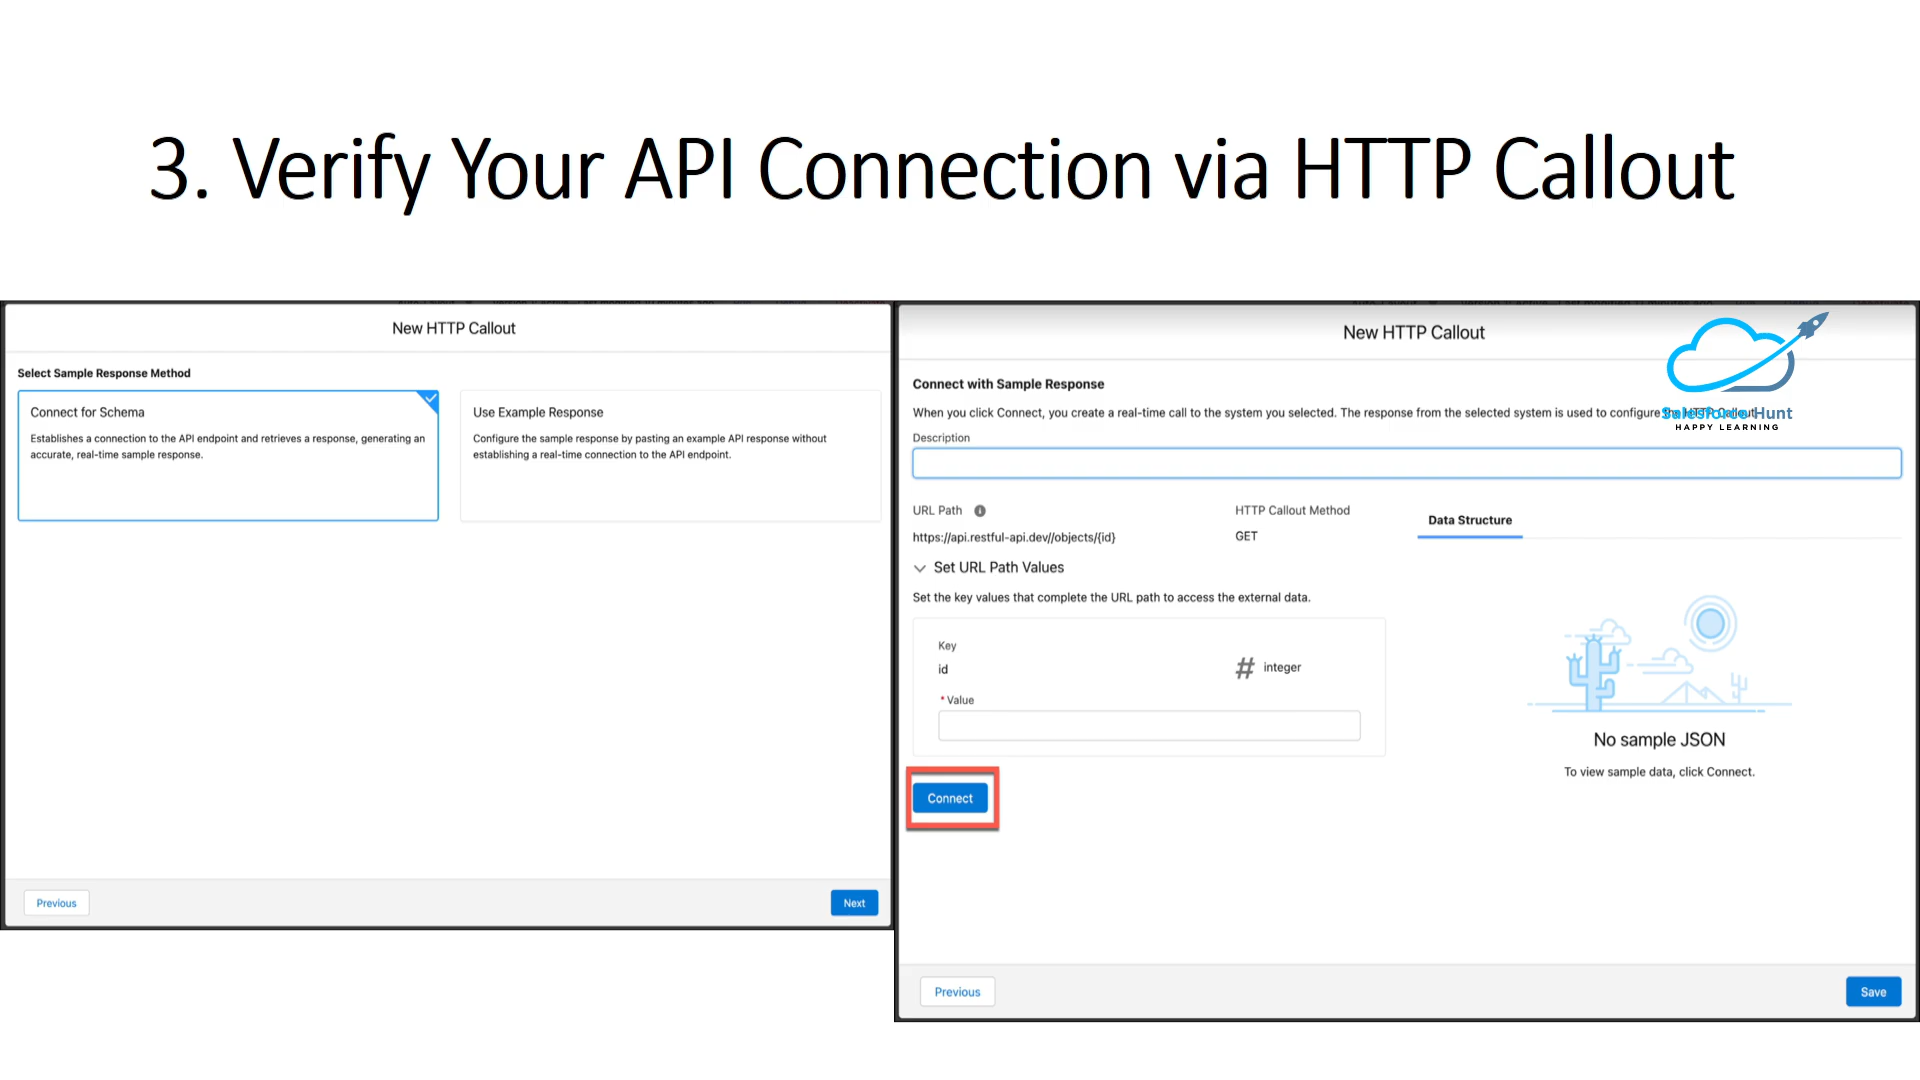 3. Verify Your API Connection via HTTP Callout
New HTTP Callout
Select Sample Response Method
Connect for Schema
Establishes a connection to the API endpoint and retrieves a response, generating an
accurate, real-time sample response.
Use Example Response
Configure the sample response by pasting an example API response without
establishing a real-time connection to the API endpoint.
Previous
Next
New HTTP Callout
Connect with Sample Response
When you click Connect, you create a real-time call to the system you selected. The response from the selected system is used to configure the HTTP Callout.
Salesforce Hunt
HAPPY LEARNING
Description
URL Path
https://api.restful-api.dev//objects/{id}
HTTP Callout Method
GET
Data Structure
Set URL Path Values
Set the key values that complete the URL path to access the external data.
Key
id
# integer
* Value
Connect
No sample JSON
To view sample data, click Connect.
Previous
Save